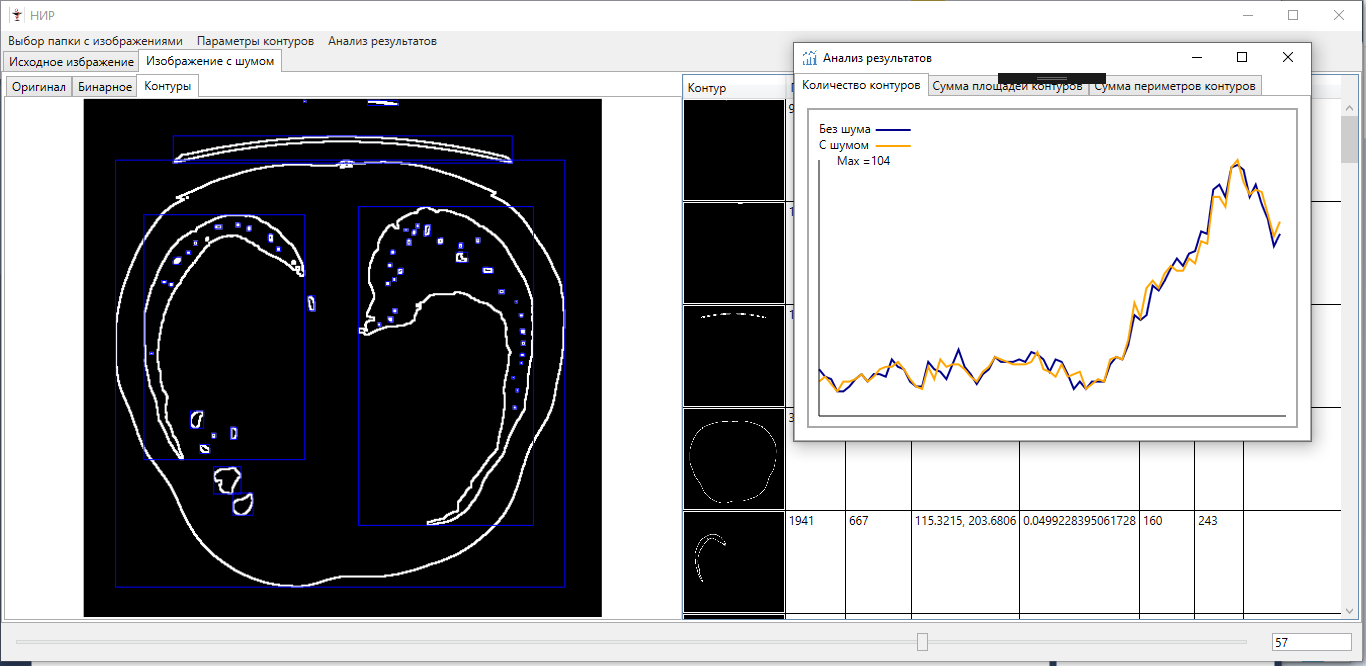 НИР
Выбор папки с изображениями Параметры контуров Анализ результатов
Исходное избражение Изображение с шумом
Оригинал Бинарное Контуры
Контур
Анализ результатов
Количество контуров Сумма площадей контуров Сумма периметров контуров
Без шума
С шумом
Max =104
1941 667 115.3215, 203.6806 0.0499228395061728 160 243
57